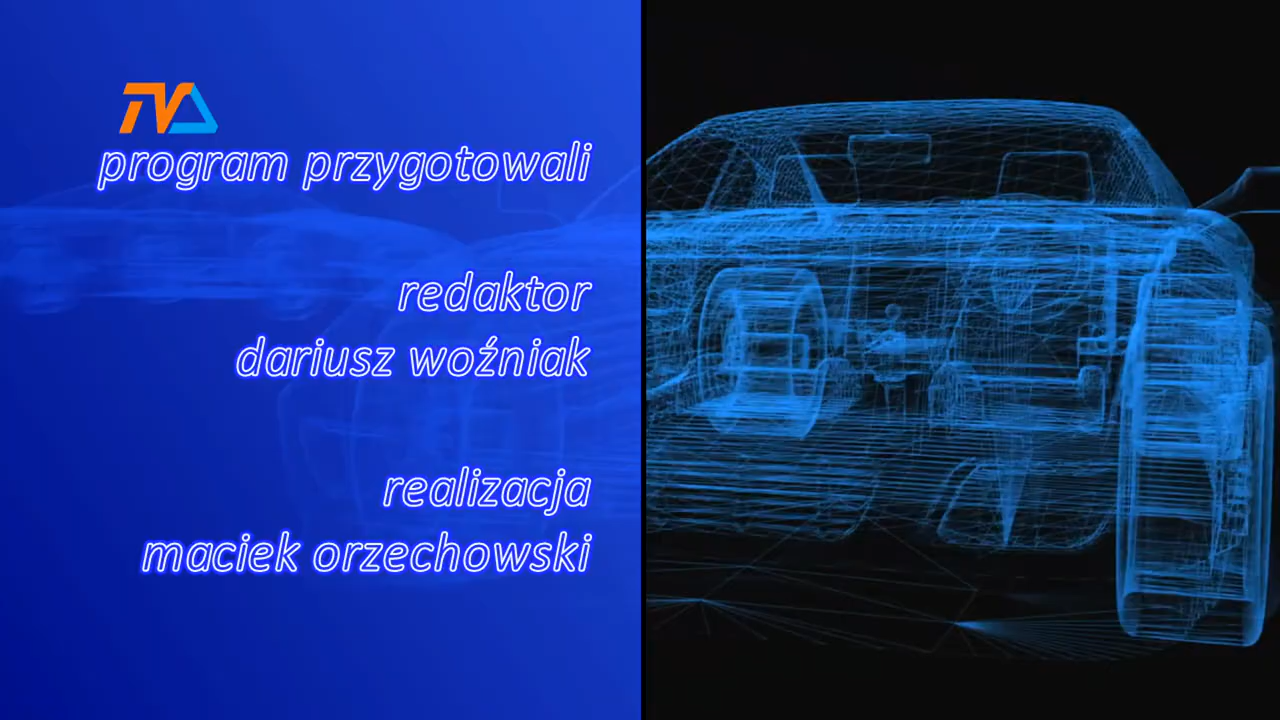 TVA
program przygotowali
redaktor
dariusz woźniak
realizacja
maciek orzechowski